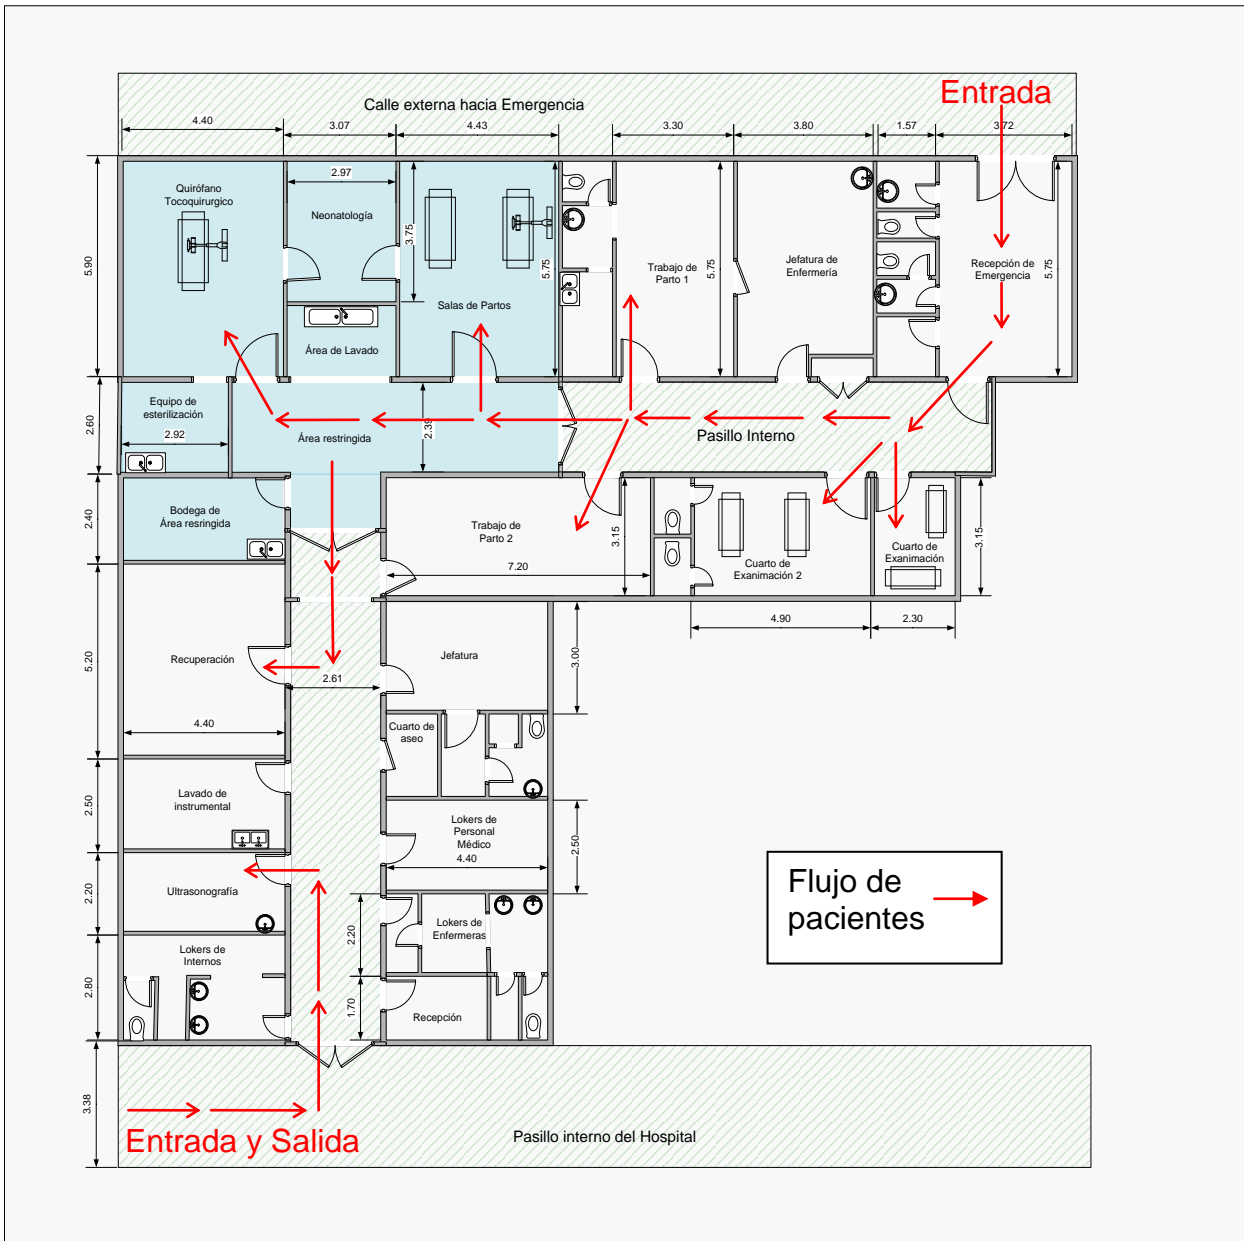 Entrada
Calle externa hacia Emergencia
4.40
3.07
4.43
3.30
3.80
1.57
3.72
2.97
Quirófano
Tocoquirurgico
Neonatología
3.75
5.75
5.75
5.75
5.90
Trabajo de
Parto 1
Jefatura de
Enfermería
Recepción de
Emergencia
Salas de Partos
Área de Lavado
Equipo de
esterilización
2.92
2.60
Área restringida
2.39
Pasillo Interno
Bodega de
Área resringida
2.40
Trabajo de
Parto 2
3.15
7.20
Cuarto de
Exanimación 2
Cuarto de
Exanimación
3.15
4.90
2.30
Recuperación
5.20
4.40
2.61
Jefatura
3.00
Cuarto de
aseo
Lavado de
instrumental
2.50
Lokers de
Personal
Médico
4.40
2.50
Ultrasonografía
2.20
Lokers de
Enfermeras
2.20
Lokers de
Internos
2.80
Recepción
1.70
Flujo de
pacientes
3.38
Entrada y Salida
Pasillo interno del Hospital